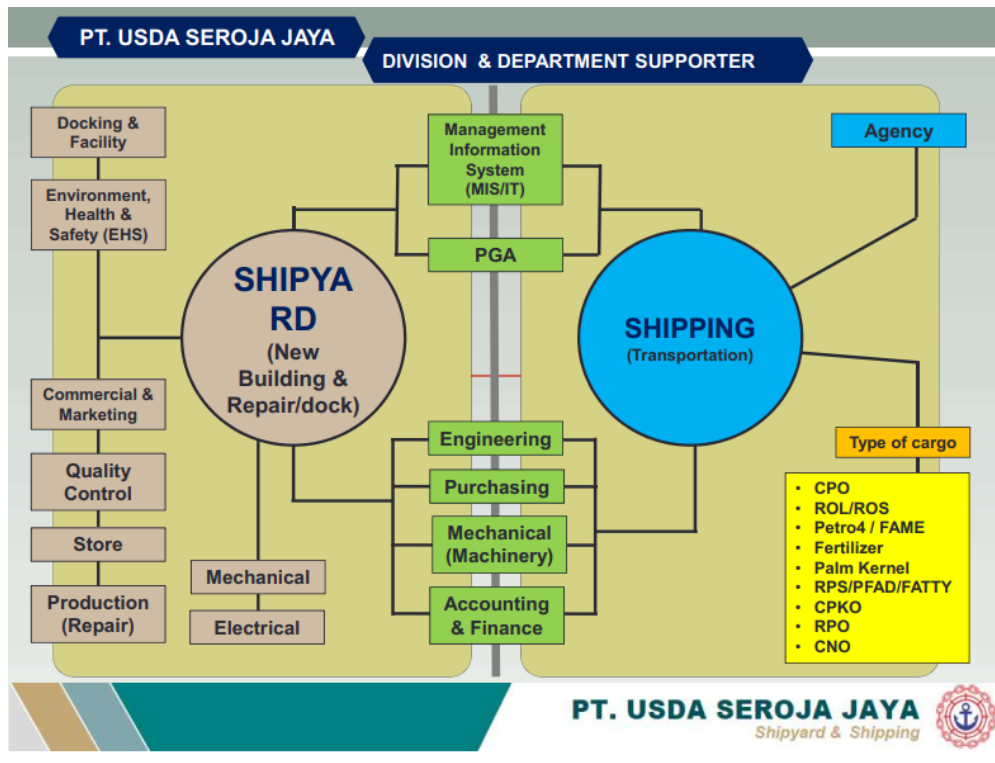 PT. USDA SEROJA JAYA
DIVISION & DEPARTMENT SUPPORTER
Docking &
Facility
Environment,
Health &
Safety (EHS)
SHIPYA
RD
(New
Building &
Repair/dock)
Commercial &
Marketing
Quality
Control
Store
Production
(Repair)
Mechanical
Electrical
Management
Information
System
(MIS/IT)
PGA
Engineering
Purchasing
Mechanical
(Machinery)
Accounting
& Finance
Agency
SHIPPING
(Transportation)
Type of cargo
• CPO
• ROL/ROS
• Petro4 / FAME
• Fertilizer
• Palm Kernel
• RPS/PFAD/FATTY
• CPKO
• RPO
• CNO
PT. USDA SEROJA JAYA
Shipyard & Shipping